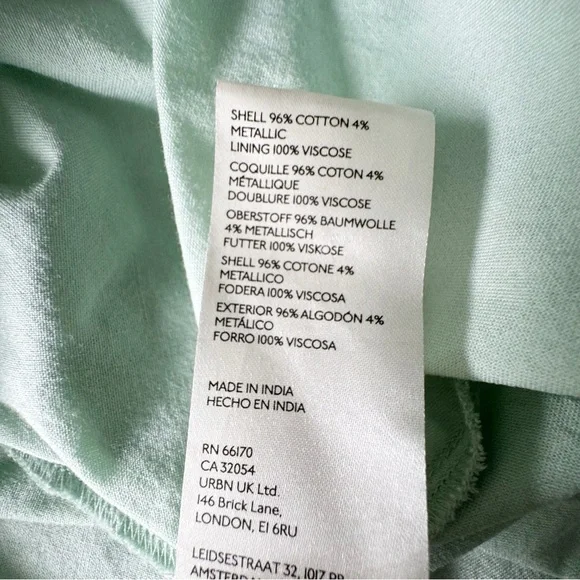 SHELL 96% COTTON 4%
METALLIC
LINING 100% VISCOSE
COQUILLE 96% COTON 4%
MÉTALLIQUE
DOUBLURE 100% VISCOSE
OBERSTOFF 96% BAUMWOLLE
4% METALLISCH
FUTTER 100% VISKOSE
SHELL 96% COTONE 4%
METALLICO
FODERA 100% VISCOSA
EXTERIOR 96% ALGODÓN 4%
METÁLICO
FORRO 100% VISCOSA
MADE IN INDIA
HECHO EN INDIA
RN 66170
CA 32054
URBN UK Ltd.
146 Brick Lane,
LONDON, E1 6RU
LEIDSESTRAAT 32, 1017